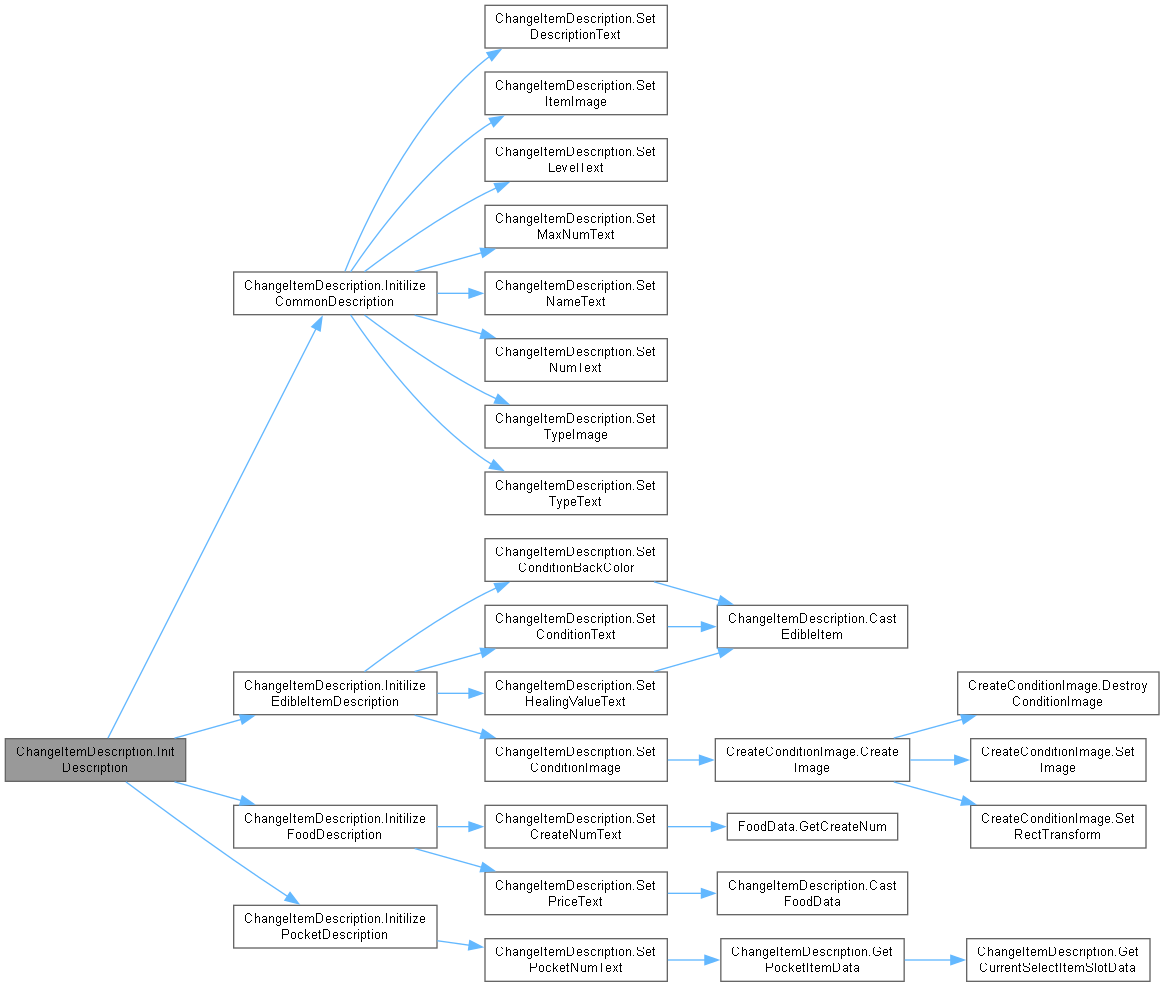 ChangeItemDescription.Set
DescriptionText
ChangeItemDescription.Set
ItemImage
ChangeItemDescription.Set
LevelText
ChangeItemDescription.Set
MaxNumText
ChangeItemDescription.Initilize
CommonDescription
ChangeItemDescription.Set
NameText
ChangeItemDescription.Set
NumText
ChangeItemDescription.Set
TypeImage
ChangeItemDescription.Set
TypeText
ChangeItemDescription.Set
ConditionBackColor
ChangeItemDescription.Set
ConditionText
ChangeItemDescription.Cast
EdibleItem
ChangeItemDescription.Initilize
EdibleItemDescription
ChangeItemDescription.Set
HealingValueText
CreateConditionImage.Destroy
ConditionImage
ChangeItemDescription.Init
Description
ChangeItemDescription.Set
ConditionImage
CreateConditionImage.Create
Image
CreateConditionImage.Set
Image
ChangeItemDescription.Initilize
FoodDescription
ChangeItemDescription.Set
CreateNumText
FoodData.GetCreateNum
CreateConditionImage.Set
RectTransform
ChangeItemDescription.Set
PriceText
ChangeItemDescription.Cast
FoodData
ChangeItemDescription.Initilize
PocketDescription
ChangeItemDescription.Set
PocketNumText
ChangeItemDescription.Get
PocketItemData
ChangeItemDescription.Get
CurrentSelectItemSlotData